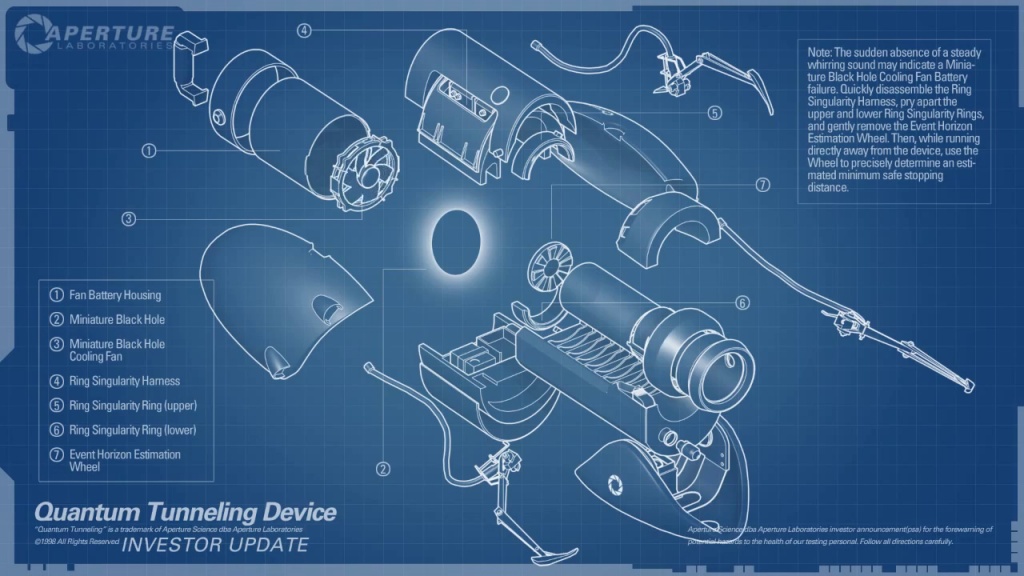 APERTURE
LABORATORIES
4
Note: The sudden absence of a steady
whirring sound may indicate a Minia-
ture Black Hole Cooling Fan Battery
failure. Quickly disassemble the Ring
Singularity Harness, pry apart the
upper and lower Ring Singularity Rings,
and gently remove the Event Horizon
Estimation Wheel. Then, while running
directly away from the device, use the
Wheel to precisely determine an esti-
mated minimum safe stopping
distance.
5
1
7
3
6
2
1 Fan Battery Housing
2 Miniature Black Hole
3 Miniature Black Hole
Cooling Fan
4 Ring Singularity Harness
5 Ring Singularity Ring (upper)
6 Ring Singularity Ring (lower)
7 Event Horizon Estimation
Wheel
Quantum Tunneling Device
"Quantum Tunneling" is a trademark of Aperture Science dba Aperture Laboratories
©1998 All Rights Reserved INVESTOR UPDATE
Aperture Science dba Aperture Laboratories investor announcement(psa) for the forewarning of
potential hazards to the health of our testing personal. Follow all directions carefully.